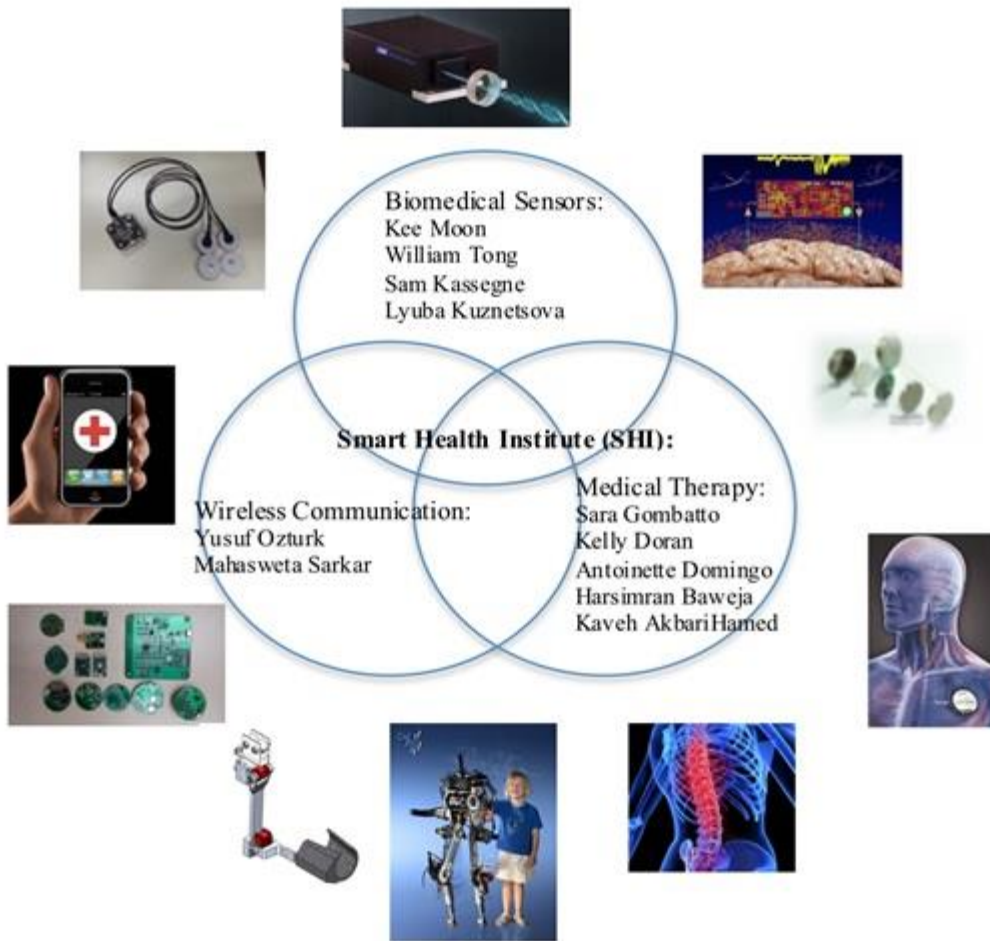 Biomedical Sensors:
Kee Moon
William Tong
Sam Kassegne
Lyuba Kuznetsova
Smart Health Institute (SHI):
Wireless Communication:
Yusuf Ozturk
Mahasweta Sarkar
Medical Therapy:
Sara Gombatto
Kelly Doran
Antoinette Domingo
Harsimran Baweja
Kaveh AkbariHamed